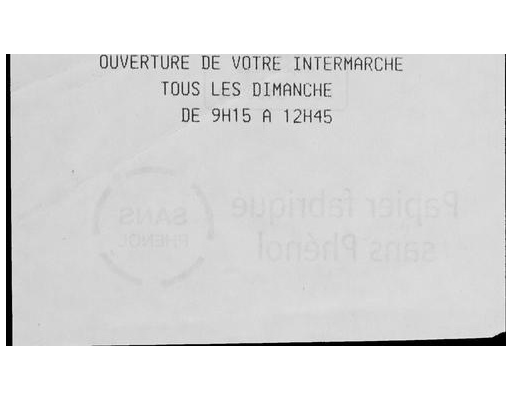 OUVERTURE DE VOTRE INTERMARCHE
TOUS LES DIMANCHE
DE 9H15 A 12H45
Papier fabriqué
sans Phénol
SANS
PHENOL